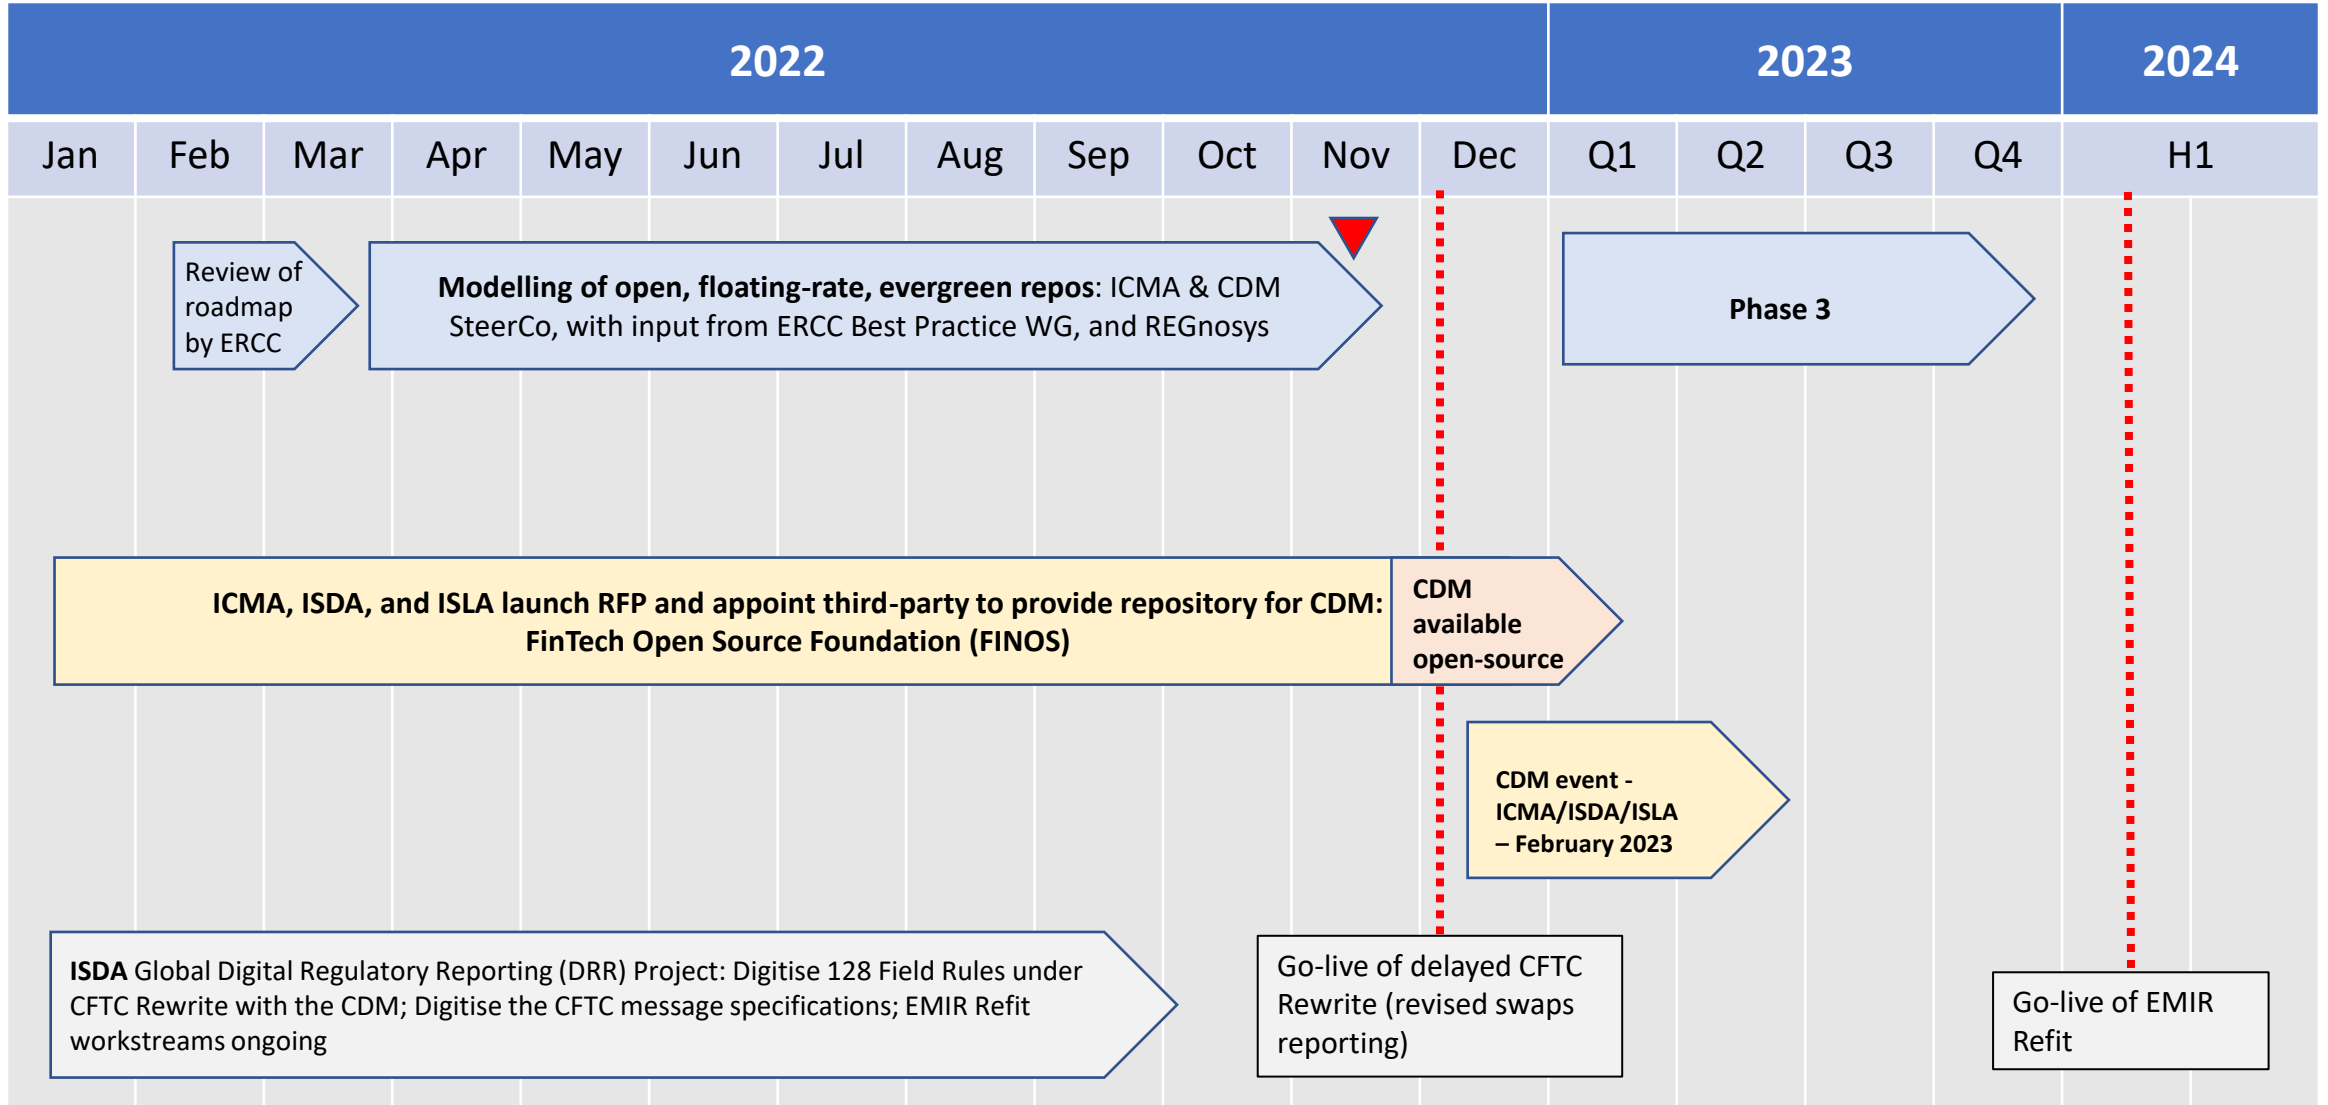 2022 2023 2024
Jan Feb Mar Apr May Jun Jul Aug Sep Oct Nov Dec Q1 Q2 Q3 Q4 H1
Review of
roadmap
by ERCC
Modelling of open, floating-rate, evergreen repos: ICMA & CDM
SteerCo, with input from ERCC Best Practice WG, and REGnosys
Phase 3
ICMA, ISDA, and ISLA launch RFP and appoint third-party to provide repository for CDM:
FinTech Open Source Foundation (FINOS)
CDM
available
open-source
CDM event -
ICMA/ISDA/ISLA
– February 2023
ISDA Global Digital Regulatory Reporting (DRR) Project: Digitise 128 Field Rules under
CFTC Rewrite with the CDM; Digitise the CFTC message specifications; EMIR Refit
workstreams ongoing
Go-live of delayed CFTC
Rewrite (revised swaps
reporting)
Go-live of EMIR
Refit